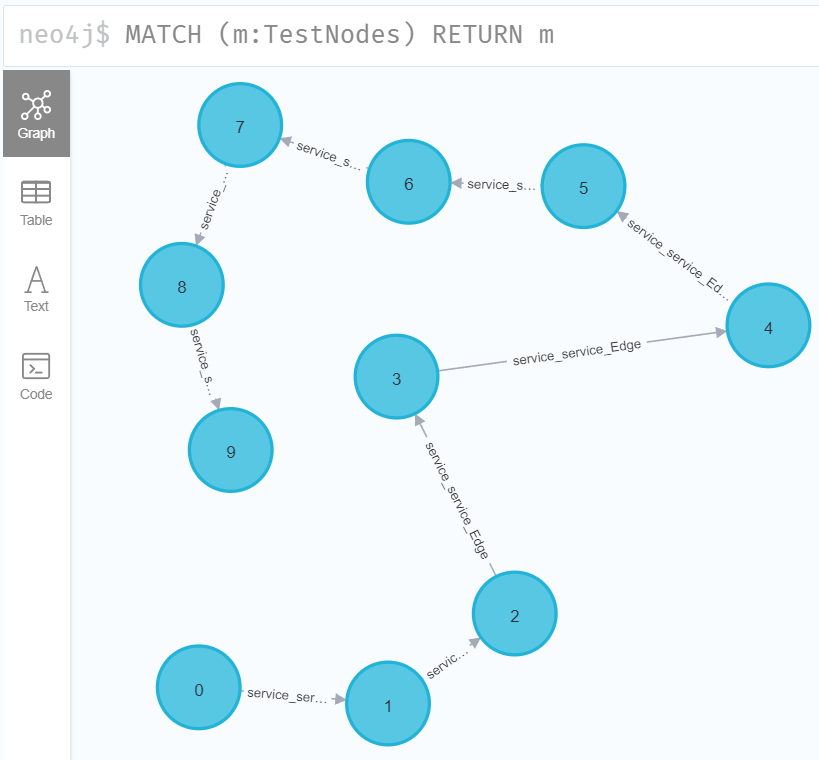 neo4j$ MATCH (m:TestNodes) RETURN m
Graph
Table
Text
Code
7
service_s...
6
service_s...
5
service_...
service_service_Ed...
8
4
service_service_Edge
service_s...
3
9
service_service_Edge
2
servic...
0
service_ser...
1